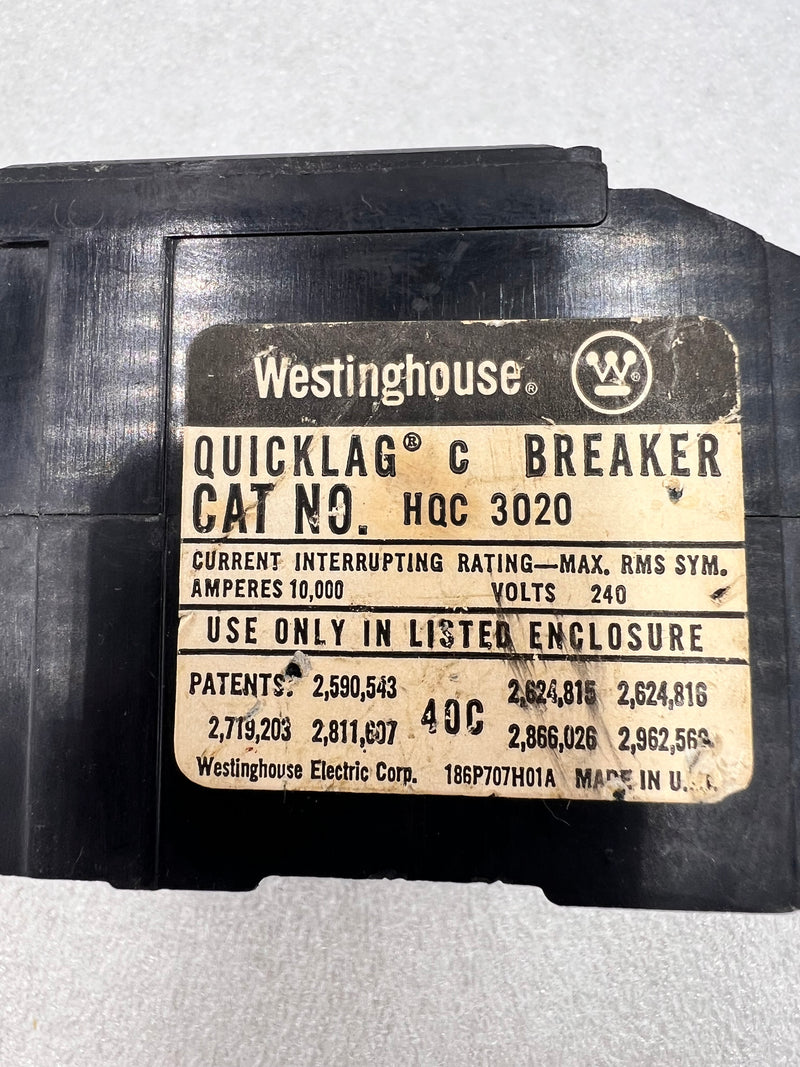 Westinghouse® W®
QUICKLAG® C BREAKER
CAT NO. HQC 3020
CURRENT INTERRUPTING RATING—MAX. RMS SYM.
AMPERES 10,000 VOLTS 240
USE ONLY IN LISTED ENCLOSURE
PATENTS: 2,590,543 2,624,815 2,624,816
40C
2,719,203 2,811,607 2,866,026
Westinghouse Electric Corp. 186P707H01A MADE IN